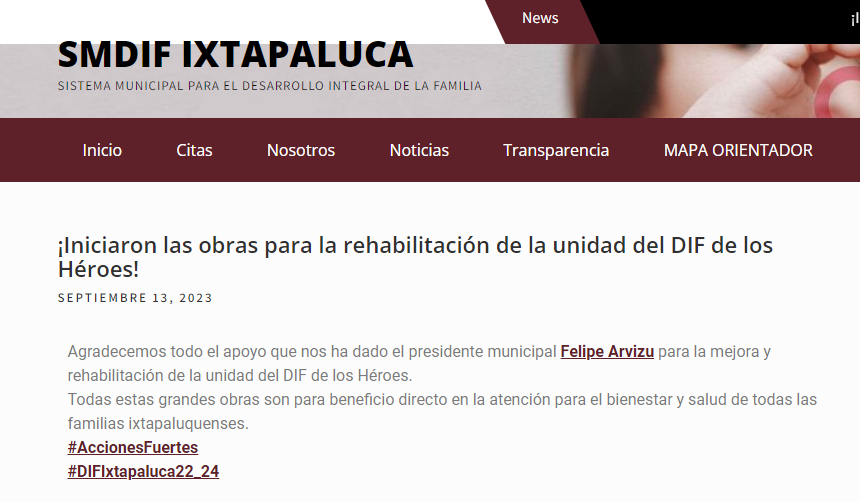 News
SMDIF IXTAPALUCA
SISTEMA MUNICIPAL PARA EL DESARROLLO INTEGRAL DE LA FAMILIA
Inicio Citas Nosotros Noticias Transparencia MAPA ORIENTADOR
¡Iniciaron las obras para la rehabilitación de la unidad del DIF de los
Héroes!
SEPTIEMBRE 13, 2023
Agradecemos todo el apoyo que nos ha dado el presidente municipal Felipe Arvizu para la mejora y
rehabilitación de la unidad del DIF de los Héroes.
Todas estas grandes obras son para beneficio directo en la atención para el bienestar y salud de todas las
familias ixtapaluquenses.
#AccionesFuertes
#DIFIxtapaluca22_24